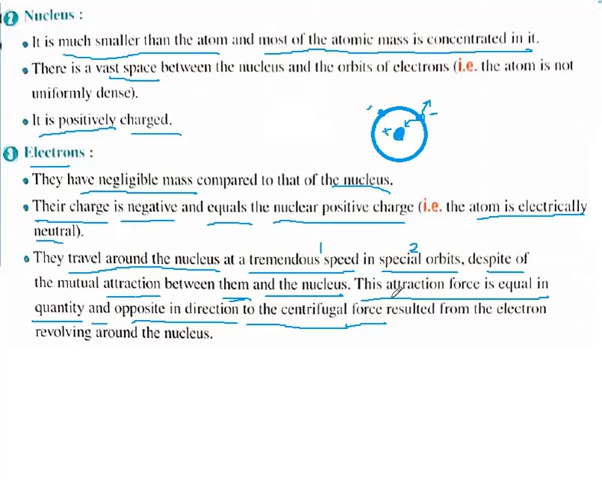 2 Nucleus :
• It is much smaller than the atom and most of the atomic mass is concentrated in it.
• There is a vast space between the nucleus and the orbits of electrons (i.e. the atom is not
uniformly dense).
• It is positively charged.
+ -
3 Electrons :
• They have negligible mass compared to that of the nucleus.
• Their charge is negative and equals the nuclear positive charge (i.e. the atom is electrically
neutral).
1 2
• They travel around the nucleus at a tremendous speed in special orbits, despite of
the mutual attraction between them and the nucleus. This attraction force is equal in
quantity and opposite in direction to the centrifugal force resulted from the electron
revolving around the nucleus.